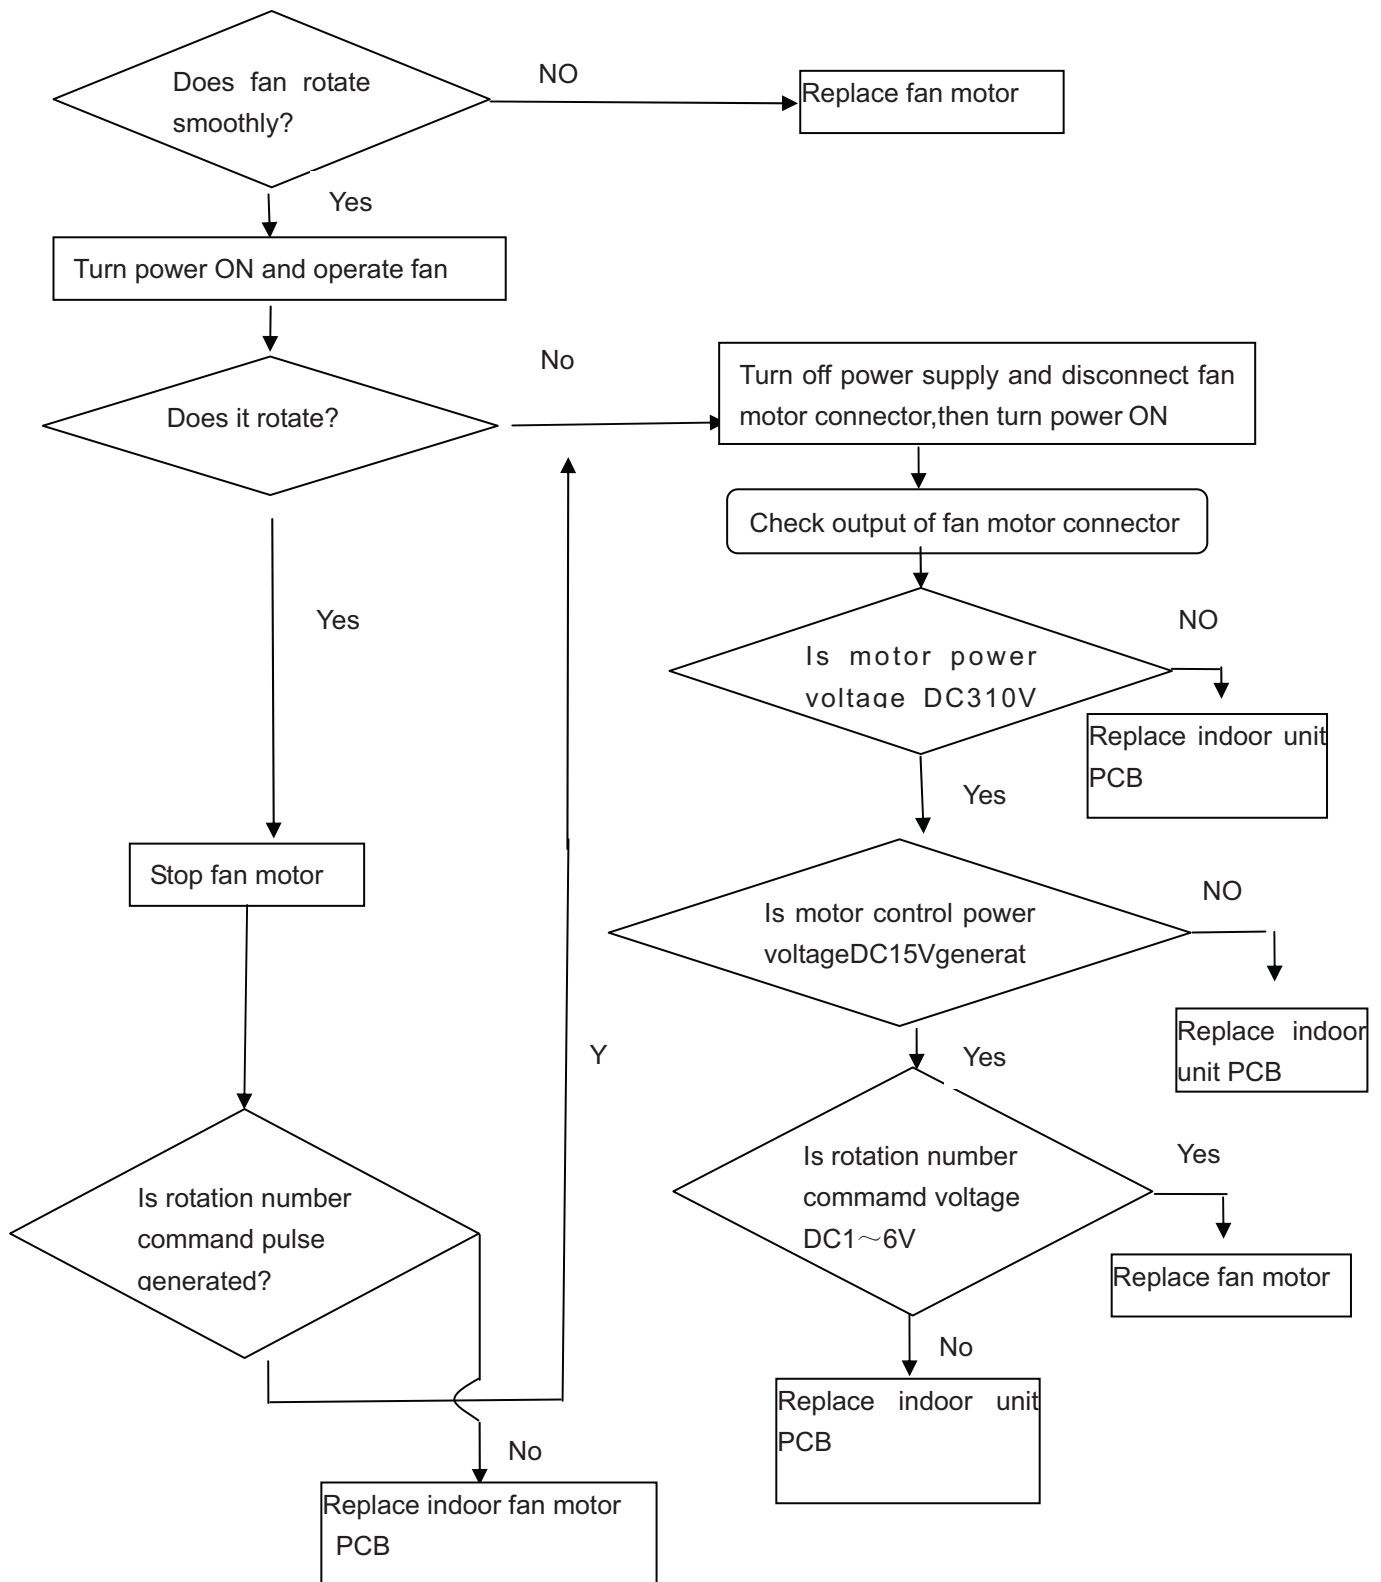 Does fan rotate
smoothly?
NO
Replace fan motor
Yes
Turn power ON and operate fan
Does it rotate?
No
Turn off power supply and disconnect fan
motor connector,then turn power ON
Check output of fan motor connector
Yes
Is motor power
voltage DC310V
NO
Replace indoor unit
PCB
Yes
Stop fan motor
Is motor control power
voltageDC15Vgenerat
NO
Replace indoor
unit PCB
Y
Yes
Is rotation number
command pulse
generated?
Is rotation number
commamd voltage
DC1～6V
Yes
Replace fan motor
No
Replace indoor unit
PCB
No
Replace indoor fan motor
PCB